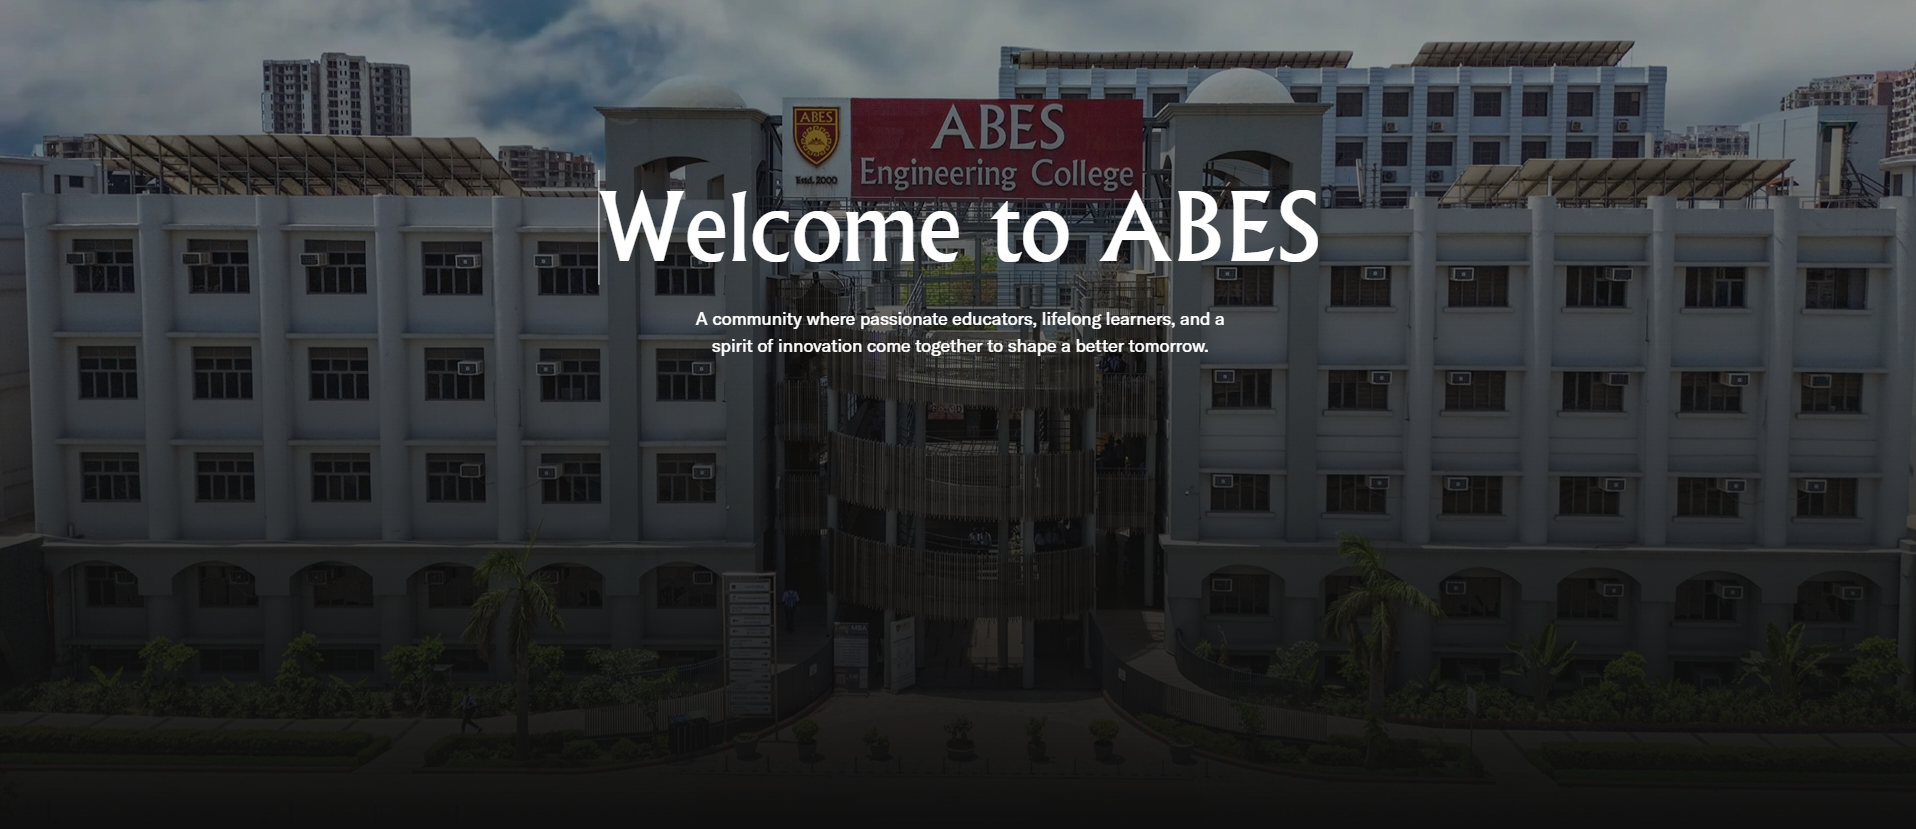 ABES
ABES
Engineering College
Estd. 2000
Welcome to ABES
A community where passionate educators, lifelong learners, and a
spirit of innovation come together to shape a better tomorrow.
MBA